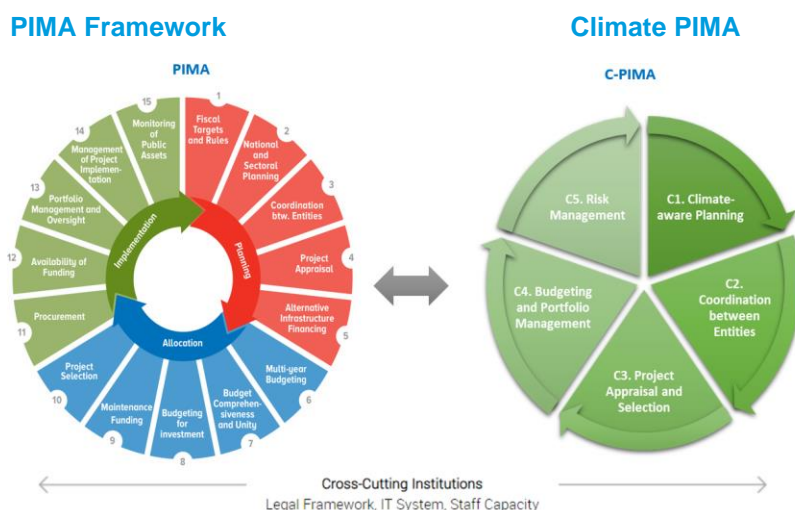 PIMA Framework
Climate PIMA
PIMA
C-PIMA
1
Fiscal
Targets
and Rules
2
National
and
Sectoral
Planning
3
Coordination
btw. Entities
4
Project
Appraisal
5
Alternative
Infrastructure
Financing
6
Multi-year
Budgeting
7
Budget
Comprehen-
siveness
and Unity
8
Budgeting
for
investment
9
Maintenance
Funding
10
Project
Selection
11
Procurement
12
Availability of
Funding
13
Portfolio
Management and
Oversight
14
Management
of Project
Implemen-
tation
15
Monitoring
of
Public
Assets
Planning
Allocation
Implementation
C1. Climate-
aware Planning
C2.
Coordination
between
Entities
C3. Project
Appraisal and
Selection
C4. Budgeting
and Portfolio
Management
C5. Risk
Management
Cross-Cutting Institutions
Legal Framework, IT System, Staff Capacity